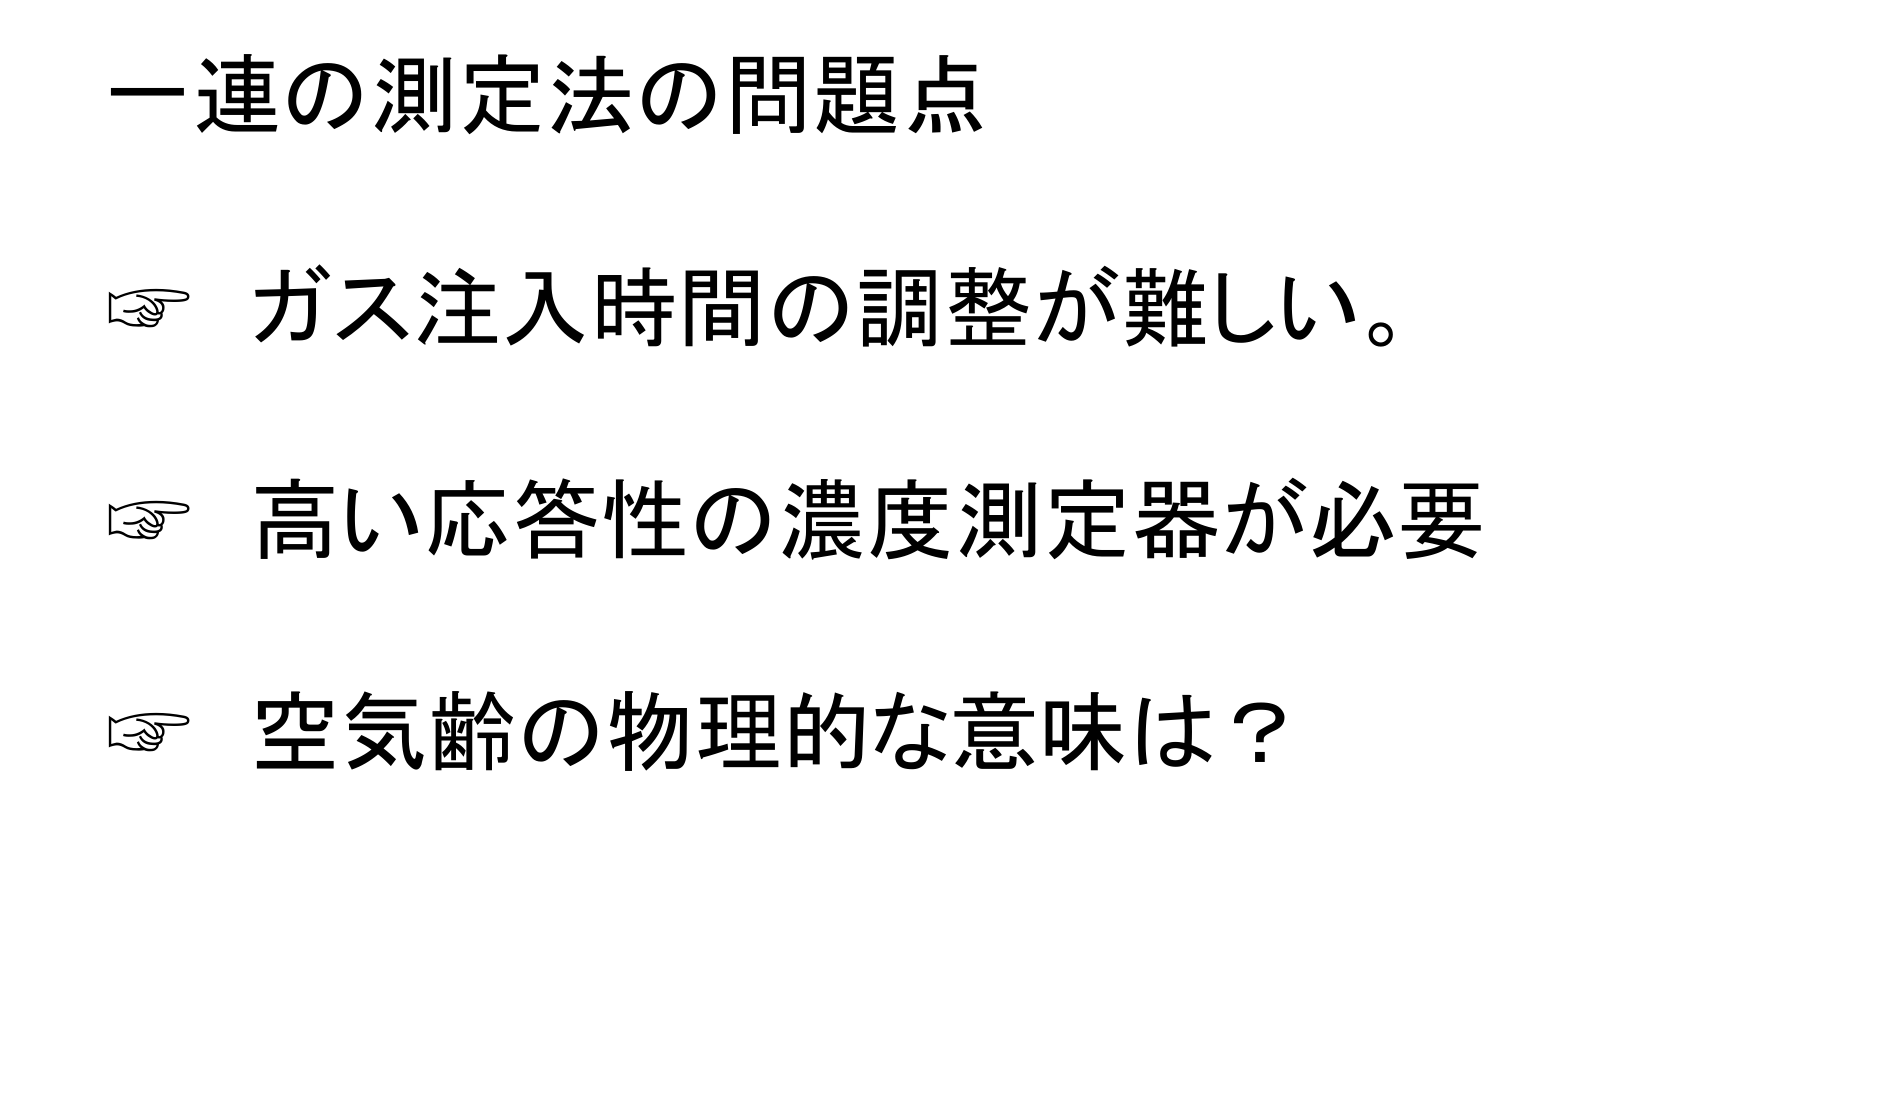 一連の測定法の問題点
☞ ガス注入時間の調整が難しい。
☞ 高い応答性の濃度測定器が必要
☞ 空気齢の物理的な意味は？